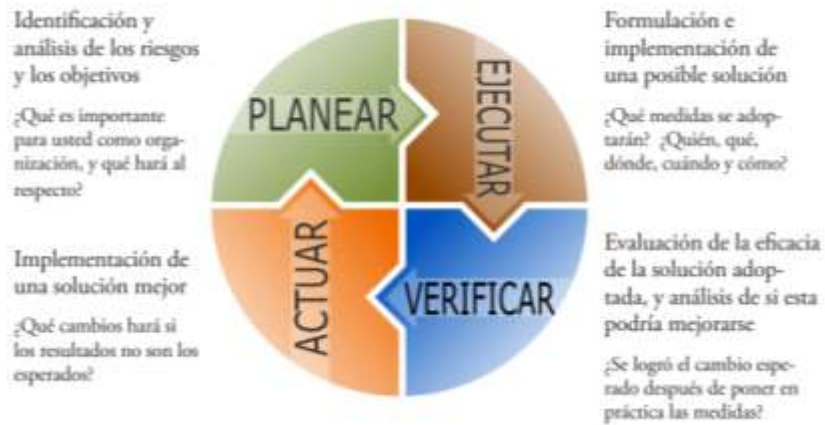 Identificación y
análisis de los riesgos
y los objetivos
¿Qué es importante
para usted como orga-
nización, y qué hará al
respecto?
PLANEAR
EJECUTAR
Formulación e
implementación de
una posible solución
¿Qué medidas se adop-
tarán? ¿Quién, qué,
dónde, cuándo y cómo?
Implementación de
una solución mejor
¿Qué cambios hará si
los resultados no son los
esperados?
ACTUAR
VERIFICAR
Evaluación de la eficacia
de la solución adop-
tada, y análisis de si esta
podría mejorarse
¿Se logró el cambio espe-
rado después de poner en
práctica las medidas?